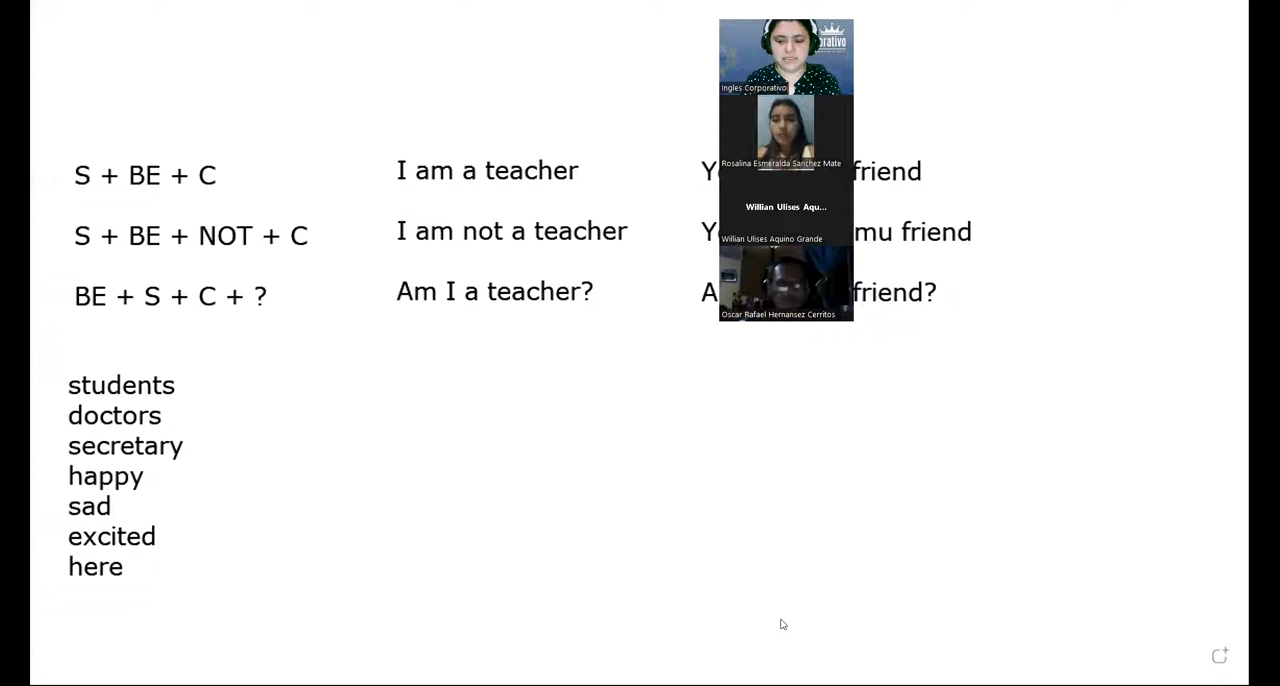 orativo
Ingles Corporativo
Rosalina Esmeralda Sanchez Mate
Willian Ulises Aqu...
Willian Ulises Aquino Grande
Oscar Rafael Hernansez Cerritos
S + BE + C
I am a teacher
friend
S + BE + NOT + C
I am not a teacher
mu friend
BE + S + C + ?
Am I a teacher?
friend?
students
doctors
secretary
happy
sad
excited
here